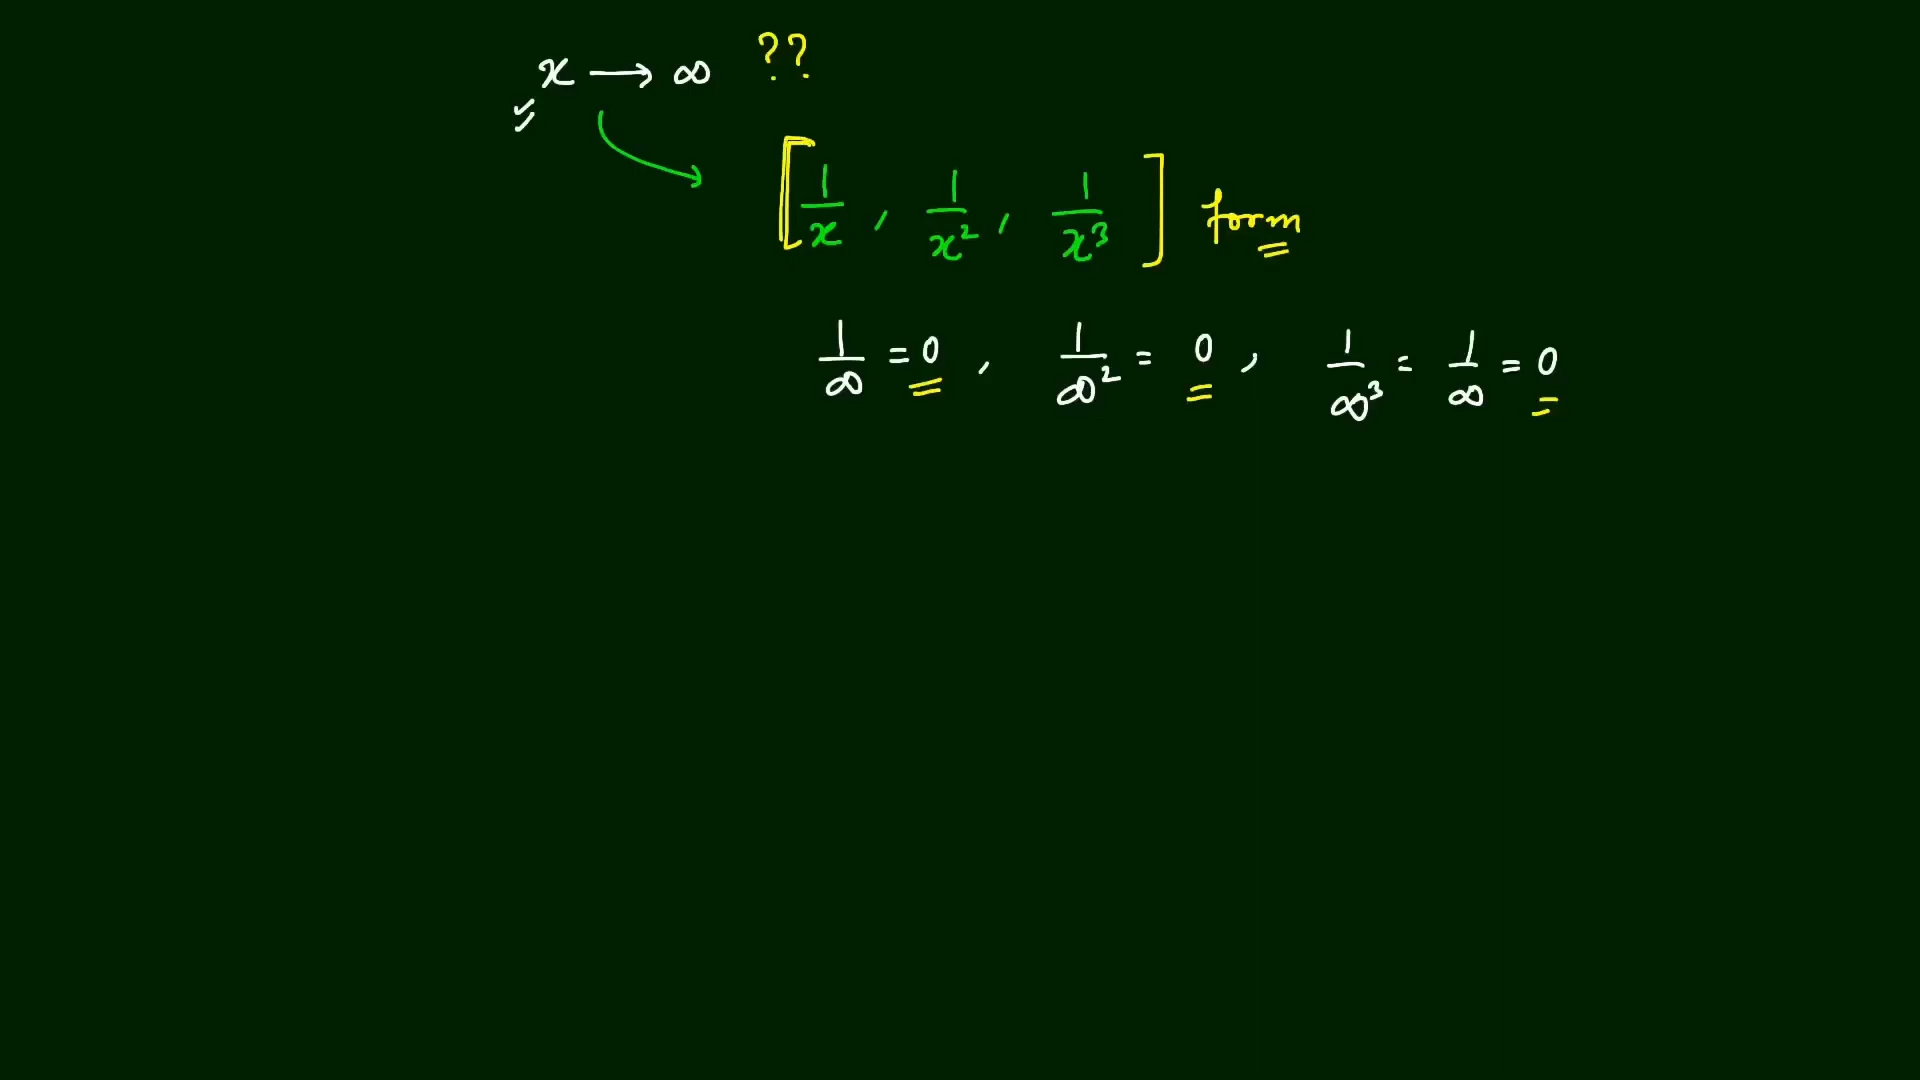 x → ∞ ??
[1/x, 1/x², 1/x³] form
1/∞ = 0, 1/∞² = 0, 1/∞³ = 1/∞ = 0